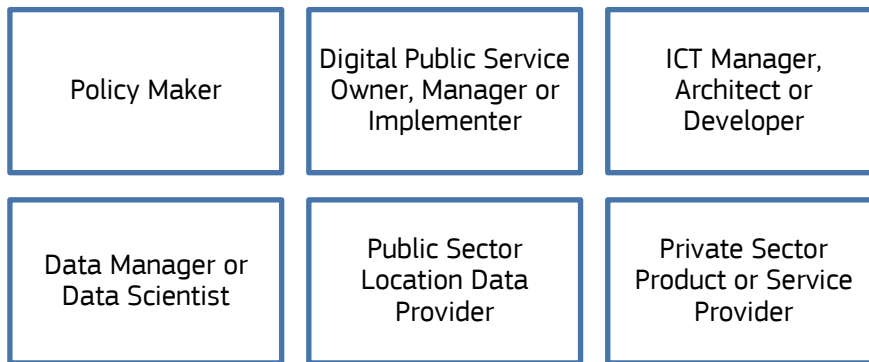 Policy Maker
Digital Public Service
Owner, Manager or
Implementer
ICT Manager,
Architect or
Developer
Data Manager or
Data Scientist
Public Sector
Location Data
Provider
Private Sector
Product or Service
Provider